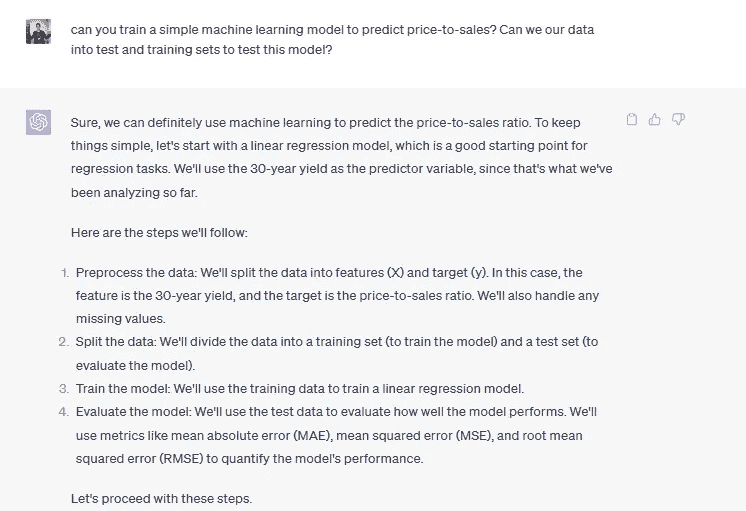 can you train a simple machine learning model to predict price-to-sales? Can we our data
into test and training sets to test this model?
Sure, we can definitely use machine learning to predict the price-to-sales ratio. To keep
things simple, let's start with a linear regression model, which is a good starting point for
regression tasks. We'll use the 30-year yield as the predictor variable, since that's what we've
been analyzing so far.
Here are the steps we'll follow:
1. Preprocess the data: We'll split the data into features (X) and target (y). In this case, the
feature is the 30-year yield, and the target is the price-to-sales ratio. We'll also handle any
missing values.
2. Split the data: We'll divide the data into a training set (to train the model) and a test set (to
evaluate the model).
3. Train the model: We'll use the training data to train a linear regression model.
4. Evaluate the model: We'll use the test data to evaluate how well the model performs. We'll
use metrics like mean absolute error (MAE), mean squared error (MSE), and root mean
squared error (RMSE) to quantify the model's performance.
Let's proceed with these steps.